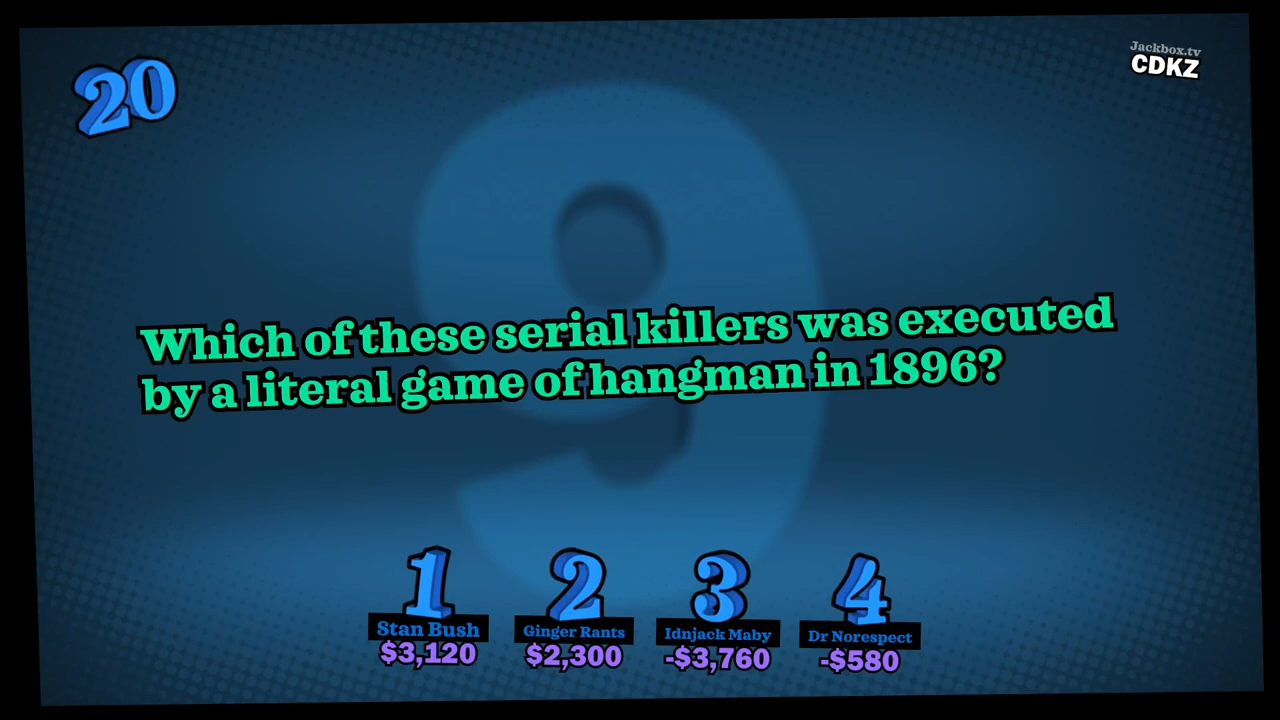 20
Jackbox.tv
CDKZ
9
Which of these serial killers was executed
by a literal game of hangman in 1896?
1
2
3
4
Stan Bush
Ginger Rants
Idnjack Maby
Dr Norespect
$3,120
$2,300
-$3,760
-$580